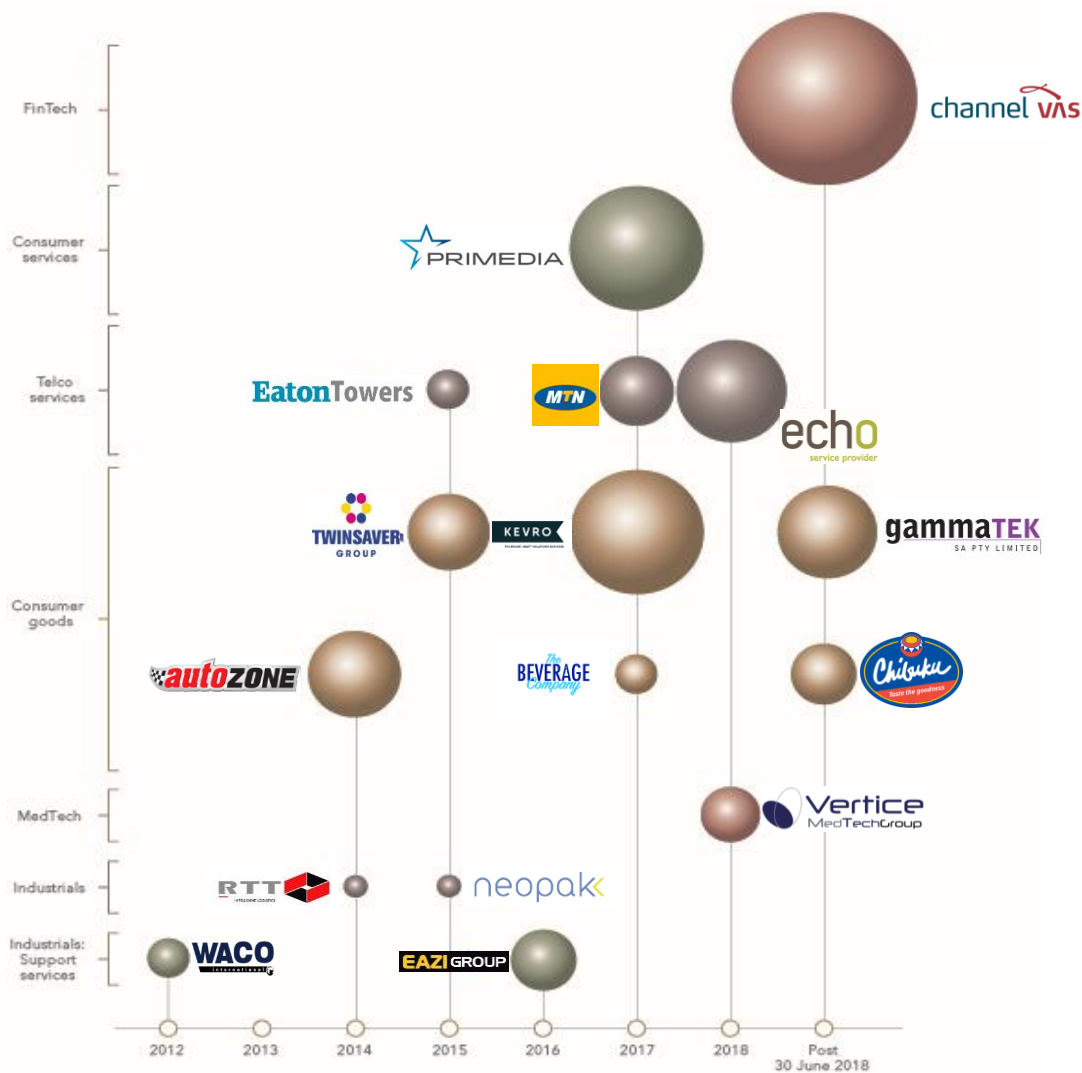 FinTech
channel VAS
Consumer
services
PRIMEDIA
Telco
services
EatonTowers
MTN
echo
service provider
TWINSAVER
GROUP
KEVRO
gammaTEK
SA PTY LIMITED
Consumer
goods
autozone
The
BEVERAGE
Company
Chibuku
Taste the goodness
MedTech
Vertice
MedTechGroup
Industrials
RTT
neopak
Industrials:
Support
services
WACO
international
EAZI GROUP
2012
2013
2014
2015
2016
2017
2018
Post
30 June 2018